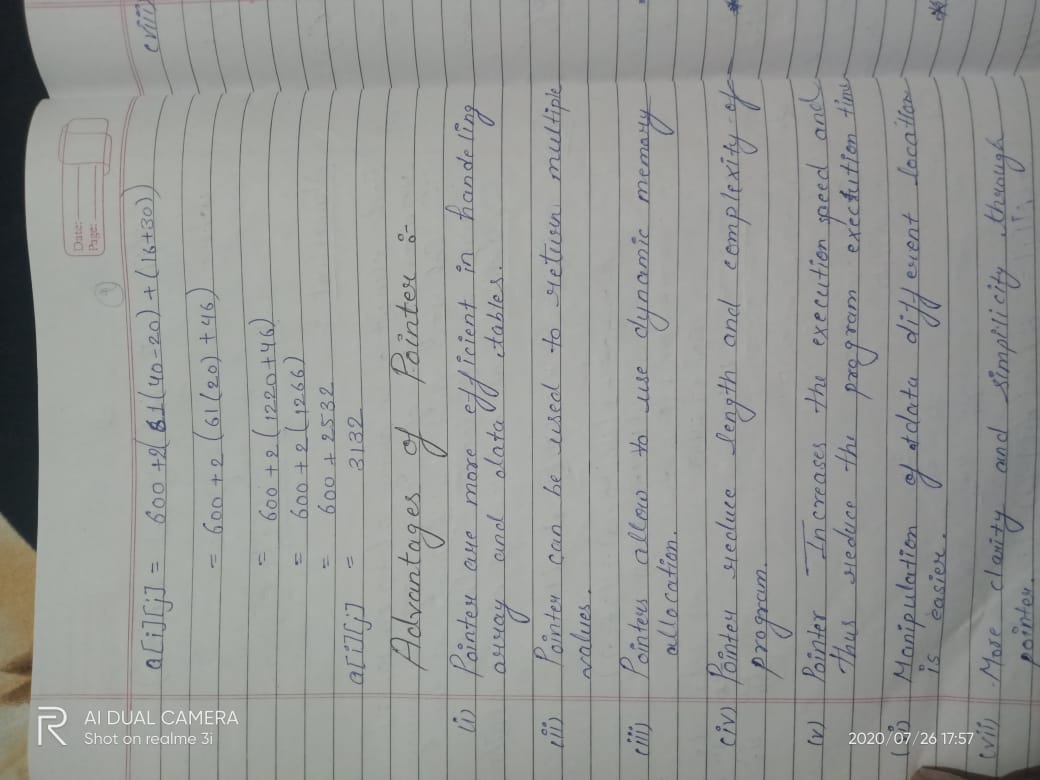 Date:
Page:
a[i][j] = 600 + 2(61(40-20) + (16+30))
= 600 + 2 (61(20) + 46)
= 600 + 2 (1220 + 46)
= 600 + 2 (1266)
= 600 + 2532
a[i][j] = 3132
Advantages of Pointer :-
(i) Pointer are more efficient in handeling
array and data tables.
(ii) Pointer can be used to return multiple
values.
(iii) Pointers allow to use dynamic memory
allocation.
(iv) Pointer reduce length and complexity of
program.
(v) Pointer Increases the execution speed and
thus reduce the program exectution time
(vi) Manipulation of data different location
is easier.
(vii) More clarity and simplicity through
pointer.
(viii)
R AI DUAL CAMERA
Shot on realme 3i
2020/07/26 17:57